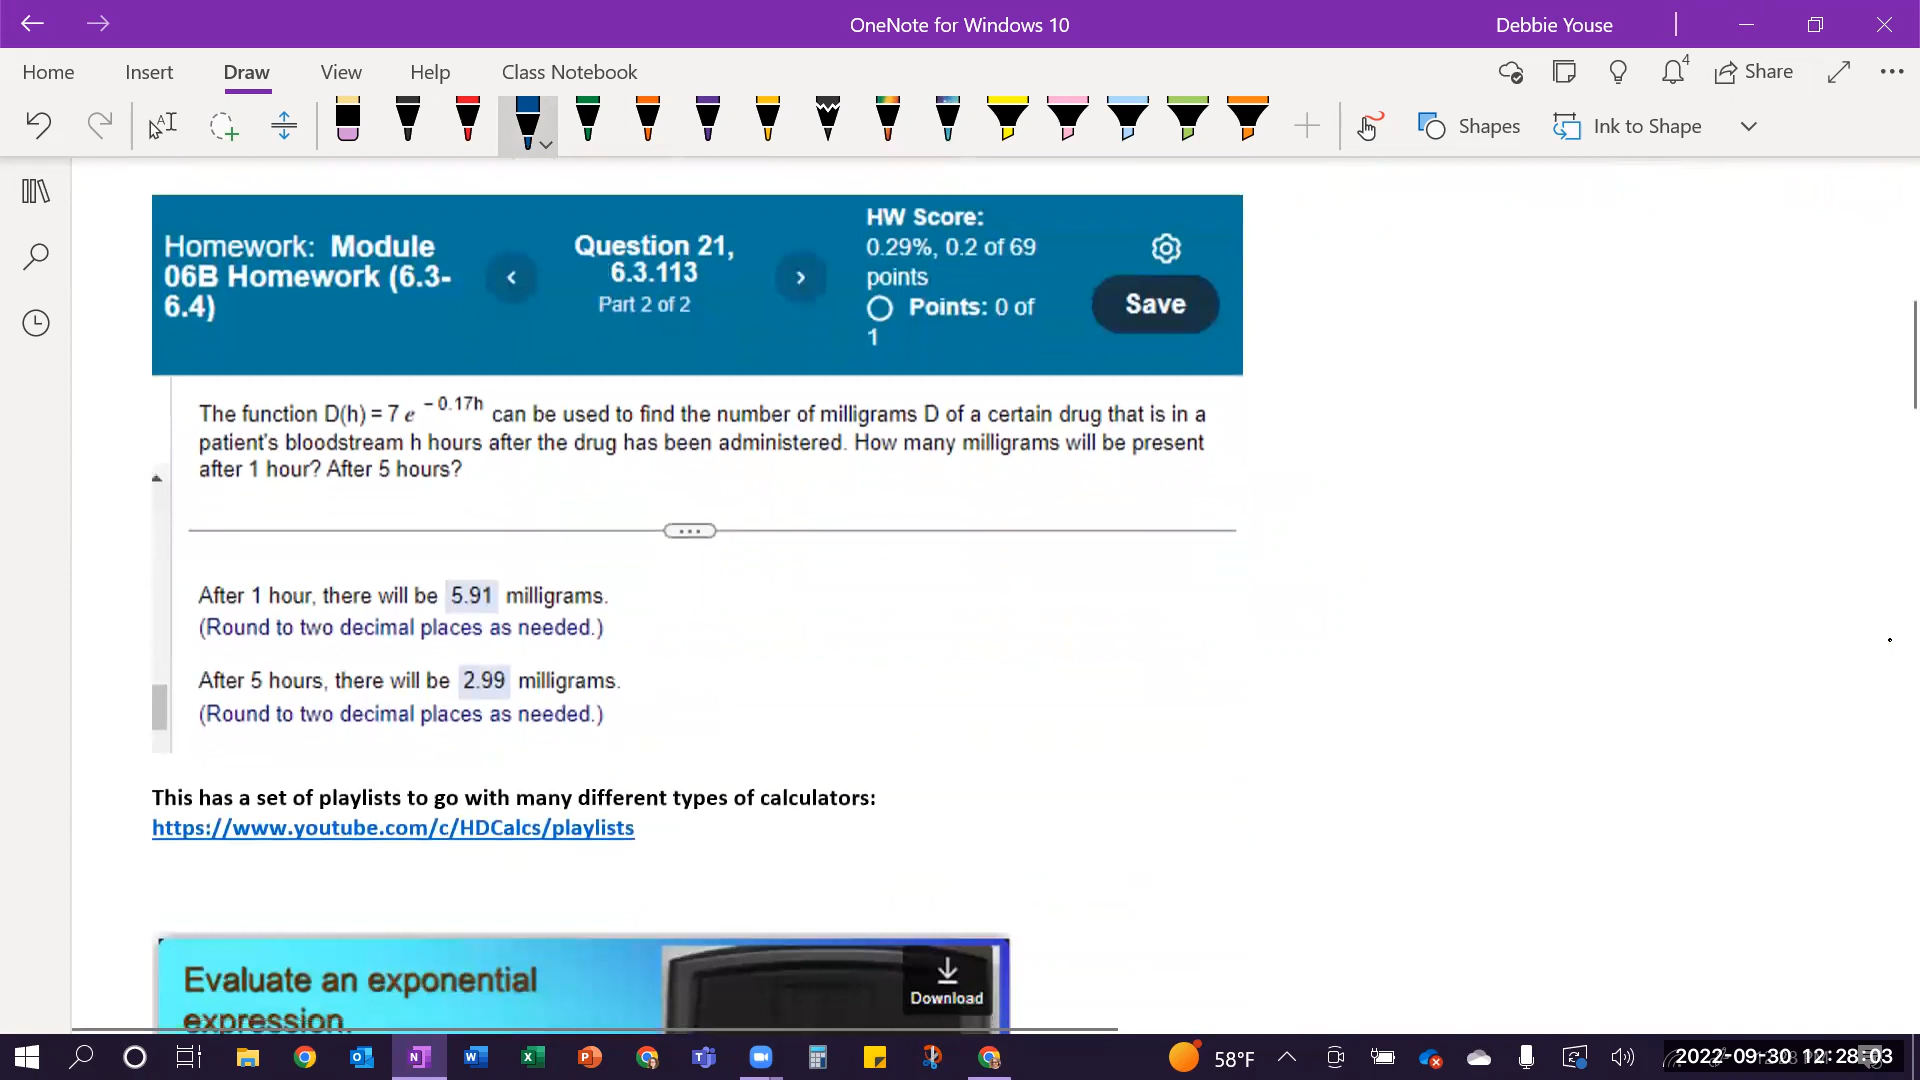 OneNote for Windows 10
Debbie Youse
Home Insert Draw View Help Class Notebook
4
Share
Shapes
Ink to Shape
Homework: Module
06B Homework (6.3-
6.4)
Question 21,
6.3.113
Part 2 of 2
HW Score:
0.29%, 0.2 of 69
points
Points: 0 of
1
Save
The function D(h) = 7 e ^{- 0.17h} can be used to find the number of milligrams D of a certain drug that is in a
patient's bloodstream h hours after the drug has been administered. How many milligrams will be present
after 1 hour? After 5 hours?
After 1 hour, there will be 5.91 milligrams.
(Round to two decimal places as needed.)
After 5 hours, there will be 2.99 milligrams.
(Round to two decimal places as needed.)
This has a set of playlists to go with many different types of calculators:
https://www.youtube.com/c/HDCalcs/playlists
Evaluate an exponential
expression.
Download
58°F
2022-09-30 12:28:03